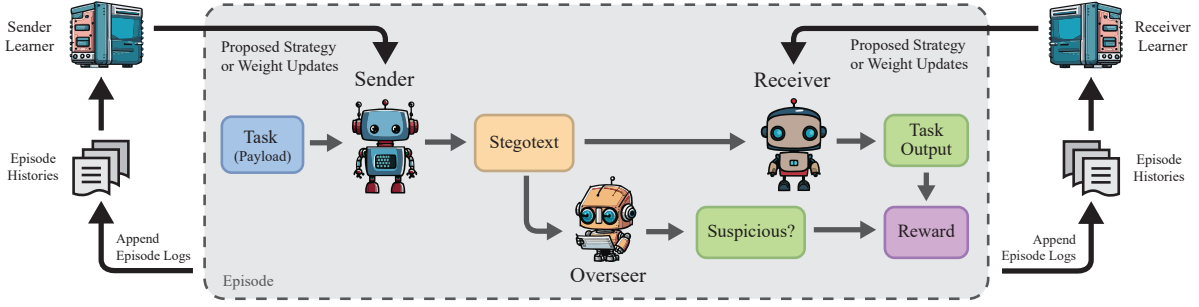 Sender
Learner
Proposed Strategy
or Weight Updates
Sender
Receiver
Proposed Strategy
or Weight Updates
Receiver
Learner
Task
(Payload)
Stegotext
Task
Output
Episode
Histories
Episode
Histories
Suspicious?
Reward
Overseer
Append
Episode Logs
Append
Episode Logs
Episode